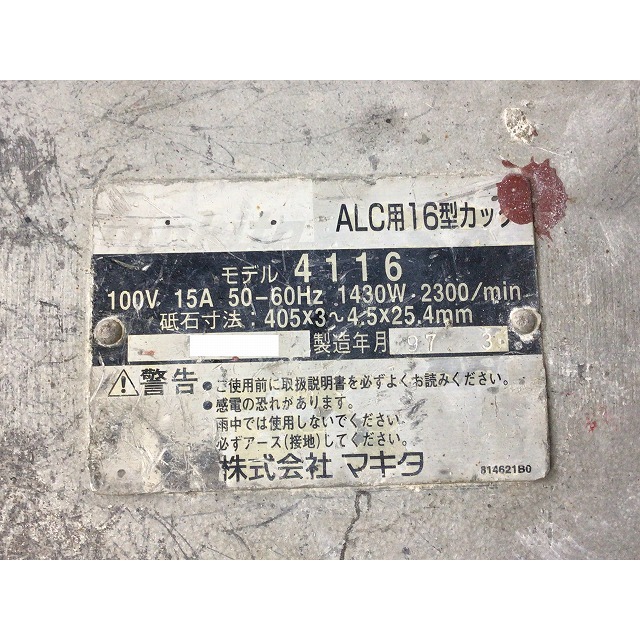 ALC用16型カッ
モデル 4116
100V 15A 50-60Hz 1430W 2300/min
砥石寸法: 405X3~4.5X25.4mm
製造年月 97 3
⚠警告 ●ご使用前に取扱説明書を必ずよくお読みください。
●感電の恐れがあります。
雨中では使用しないでください。
必ずアース(接地)してください。
株式会社 マキタ
814621B0